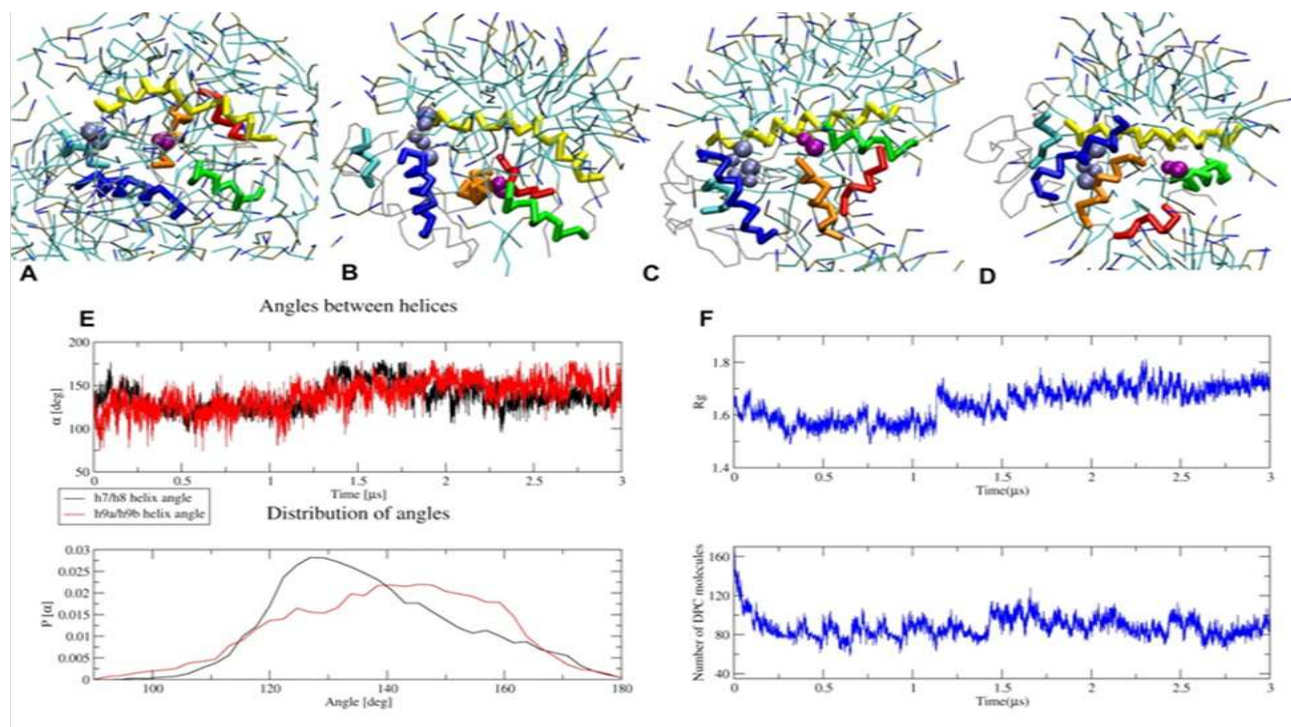 A
B
C
D
E
Angles between helices
200
150
100
50
α [deg]
0
0.5
1
1.5
2
2.5
3
Time [μs]
h7/h8 helix angle
h9a/h9b helix angle
Distribution of angles
0.03
0.025
0.02
0.015
0.01
0.005
0
P [α]
100
120
140
160
180
Angle [deg]
F
1.8
1.6
1.4
Rg
0
0.5
1
1.5
2
2.5
3
Time(μs)
160
120
80
40
Number of DPC molecules
0
0.5
1
1.5
2
2.5
3
Time(μs)